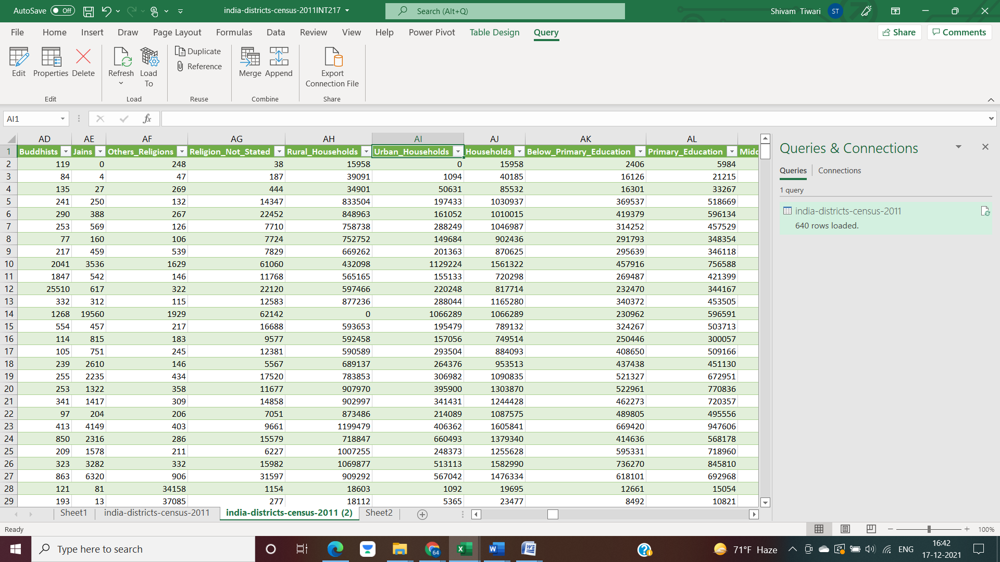 AutoSave Off india-districts-census-2011INT217 Search (Alt+Q) Shivam Tiwari ST
File Home Insert Draw Page Layout Formulas Data Review View Help Power Pivot Table Design Query Share Comments
Edit Properties Delete Refresh Load To Duplicate Reference Merge Append Export Connection File
Edit Load Reuse Combine Share
AI1 fx
AD AE AF AG AH AI AJ AK AL
1 Buddhists Jains Others_Religions Religion_Not_Stated Rural_Households Urban_Households Households Below_Primary_Education Primary_Education Midd
2 119 0 248 38 15958 0 15958 2406 5984
3 84 4 47 187 39091 1094 40185 16126 21215
4 135 27 269 444 34901 50631 85532 16301 33267
5 241 250 132 14347 833504 197433 1030937 369537 518669
6 290 388 267 22452 848963 161052 1010015 419379 596134
7 253 569 126 7710 758738 288249 1046987 314252 457529
8 77 160 106 7724 752752 149684 902436 291793 348354
9 217 459 539 7829 669262 201363 870625 295639 346118
10 2041 3536 1629 61060 432098 1129224 1561322 457916 756588
11 1847 542 146 11768 565165 155133 720298 269487 421399
12 25510 617 322 22120 597466 220248 817714 232470 344167
13 332 312 115 12583 877236 288044 1165280 340372 453505
14 1268 19560 1929 62142 0 1066289 1066289 230962 596591
15 554 457 217 16688 593653 195479 789132 324267 503713
16 114 815 183 9577 592458 157056 749514 250446 300057
17 105 751 245 12381 590589 293504 884093 408650 509166
18 239 2610 146 5567 689137 264376 953513 437438 451130
19 255 2235 434 17520 783853 306982 1090835 521327 672951
20 253 1322 358 11677 907970 395900 1303870 522961 770836
21 341 1417 309 14858 902997 341431 1244428 462273 720357
22 97 204 206 7051 873486 214089 1087575 489805 495556
23 413 4149 403 9661 1199479 406362 1605841 669420 947606
24 850 2316 286 15579 718847 660493 1379340 414636 568178
25 209 1578 211 6227 1007255 248373 1255628 595331 718960
26 323 3282 332 15982 1069877 513113 1582990 736270 845810
27 863 6320 906 31597 909292 567042 1476334 618101 692968
28 121 81 34158 1154 18603 1092 19695 12661 15054
29 193 13 37085 277 18112 5365 23477 8492 10821
Queries & Connections
Queries Connections
1 query
india-districts-census-2011
640 rows loaded.
Sheet1 india-districts-census-2011 india-districts-census-2011 (2) Sheet2
Ready 100%
Type here to search 64 71°F Haze ENG 16:42
17-12-2021